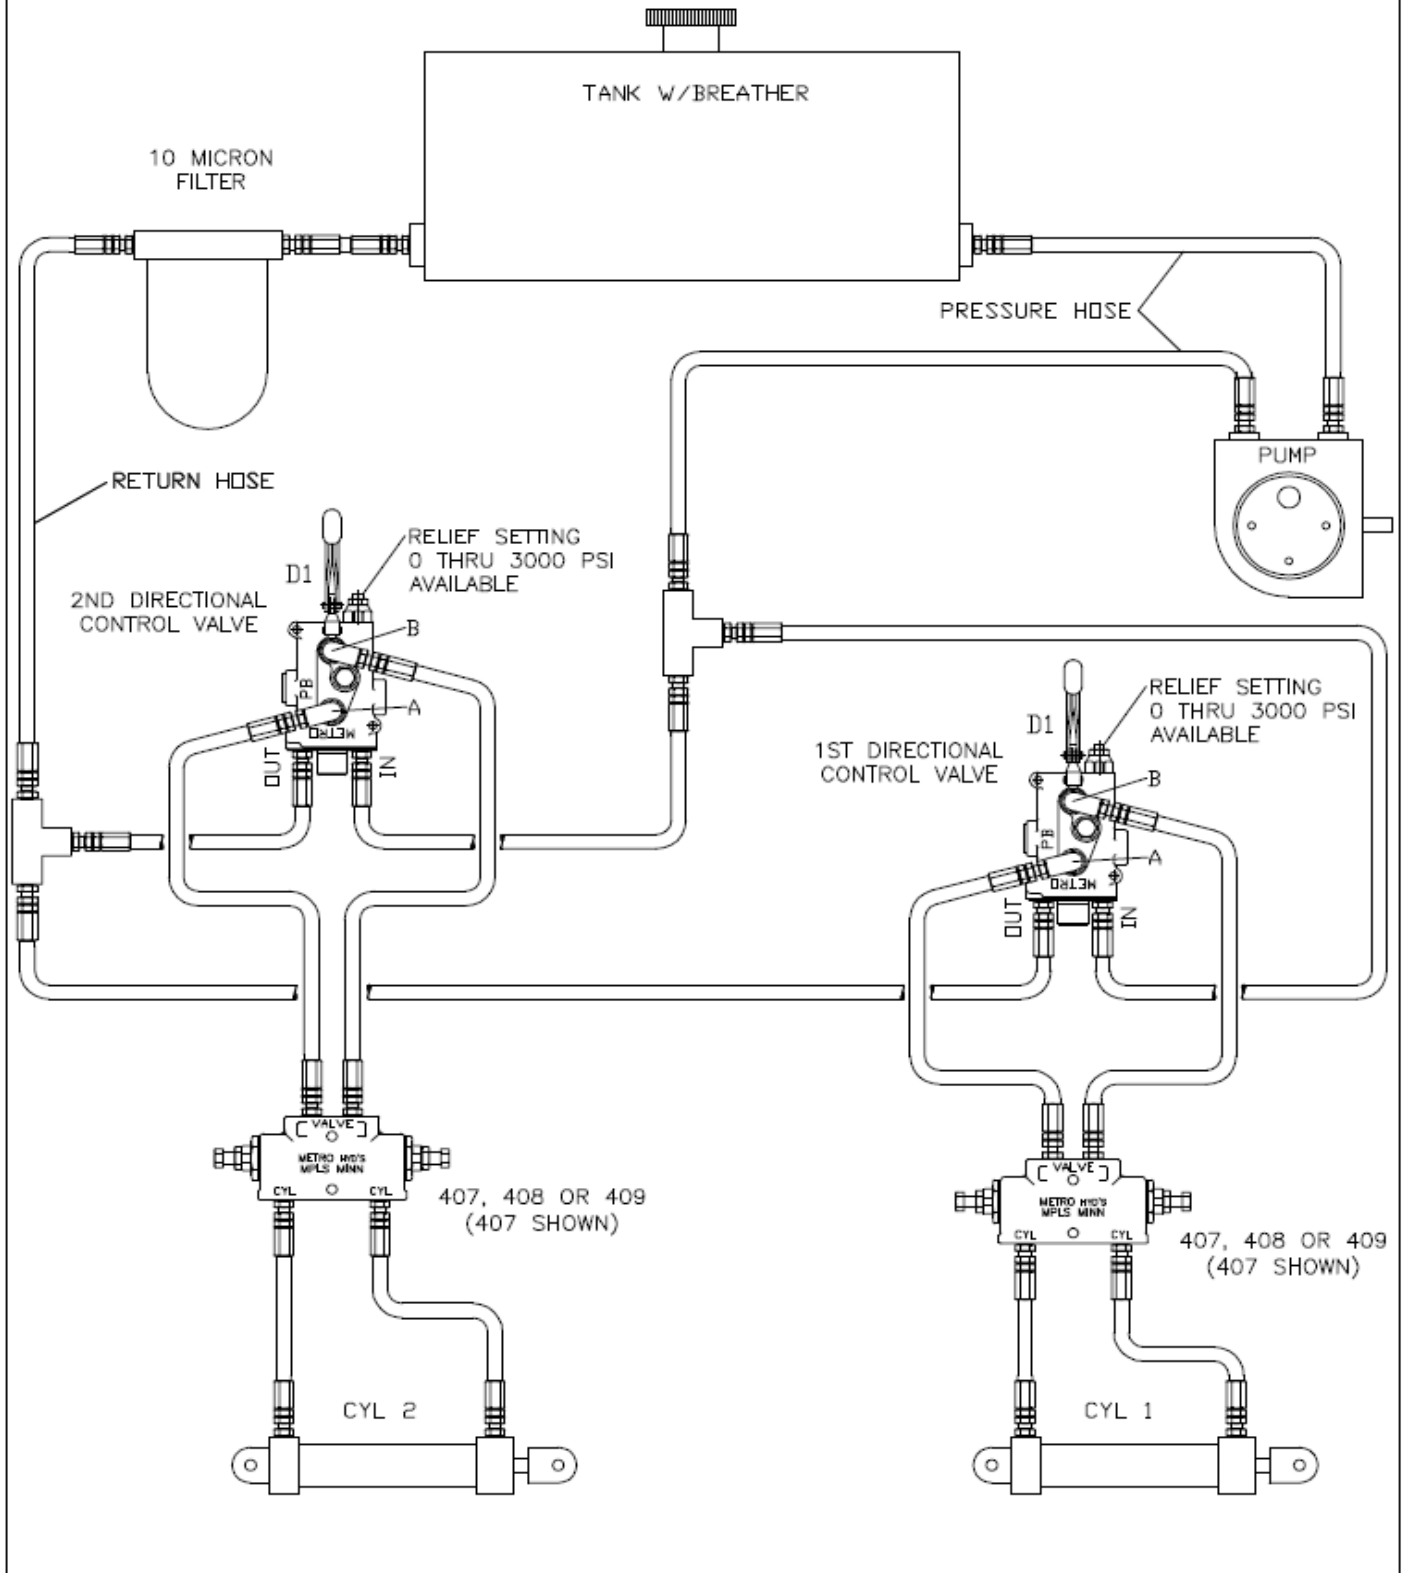 TANK W/BREATHER
10 MICRON
FILTER
PRESSURE HOSE
PUMP
RETURN HOSE
RELIEF SETTING
0 THRU 3000 PSI
AVAILABLE
D1
2ND DIRECTIONAL
CONTROL VALVE
B
PB
A
METRO
OUT
IN
RELIEF SETTING
0 THRU 3000 PSI
AVAILABLE
D1
1ST DIRECTIONAL
CONTROL VALVE
B
PB
A
METRO
OUT
IN
VALVE
METRO HYD'S
MPLS MINN
CYL
CYL
407, 408 OR 409
(407 SHOWN)
VALVE
METRO HYD'S
MPLS MINN
CYL
CYL
407, 408 OR 409
(407 SHOWN)
CYL 2
CYL 1